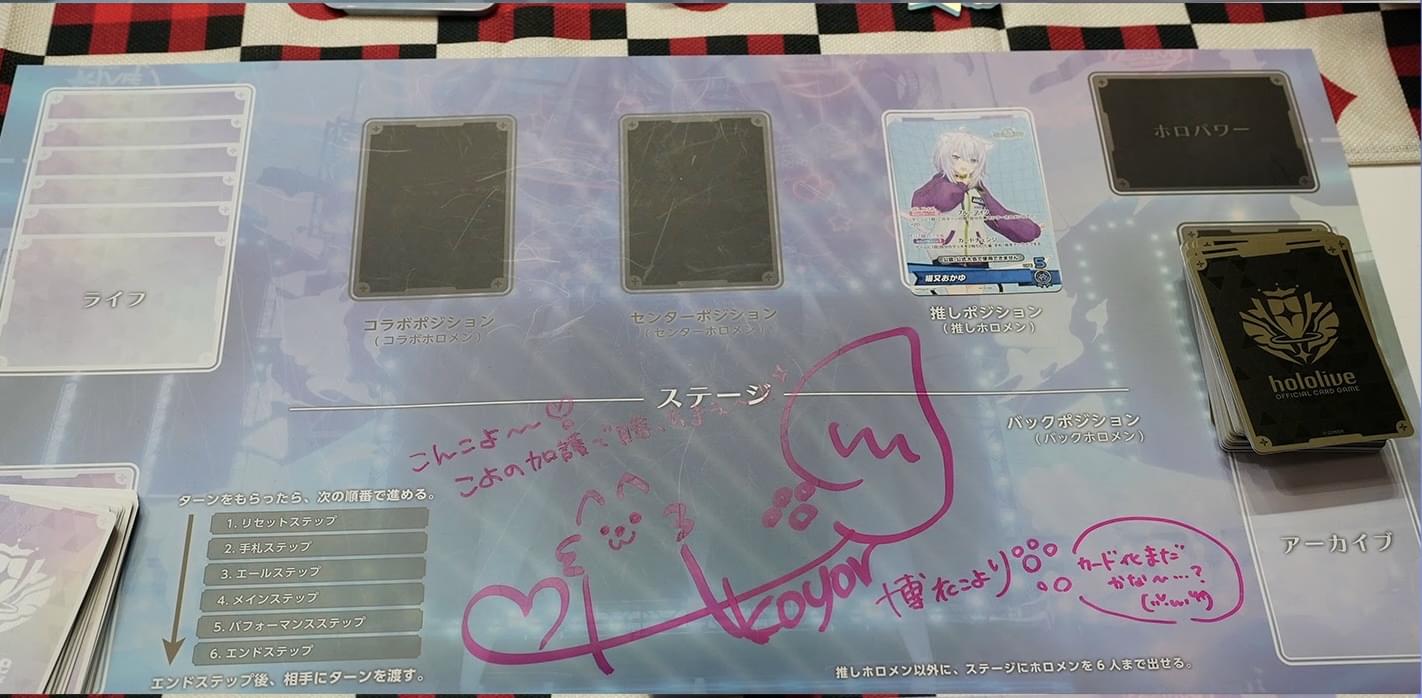 ホロパワー
ライフ
推しポジション
(推しホロメン)
コラボポジション
(コラボホロメン)
センターポジション
(センターホロメン)
猫又おかゆ
5
hololive
OFFICIAL CARD GAME
ステージ
バックポジション
(バックホロメン)
こんこよ〜
こよの加護で勝
ターンをもらったら、次の順番で進める。
1. リセットステップ
2. 手札ステップ
3. エールステップ
4. メインステップ
5. パフォーマンスステップ
6. エンドステップ
エンドステップ後、相手にターンを渡す。
koyori
博衣こより
カード化まだ
かな〜…?
アーカイブ
推しホロメン以外に、ステージにホロメンを6人まで出せる。